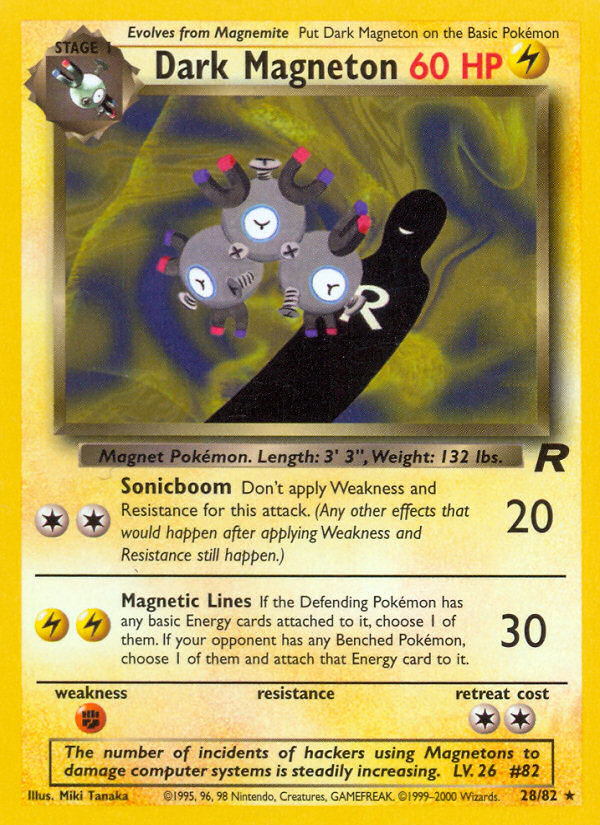 Evolves from Magnemite Put Dark Magneton on the Basic Pokémon
STAGE 1
Dark Magneton 60 HP
R
Magnet Pokémon. Length: 3' 3", Weight: 132 lbs.
R
Sonicboom Don't apply Weakness and
Resistance for this attack. (Any other effects that
would happen after applying Weakness and
Resistance still happen.)
20
Magnetic Lines If the Defending Pokémon has
any basic Energy cards attached to it, choose 1 of
them. If your opponent has any Benched Pokémon,
choose 1 of them and attach that Energy card to it.
30
weakness resistance retreat cost
The number of incidents of hackers using Magnetons to
damage computer systems is steadily increasing. LV. 26 #82
Illus. Miki Tanaka ©1995, 96, 98 Nintendo, Creatures, GAMEFREAK. ©1999-2000 Wizards. 28/82 ★